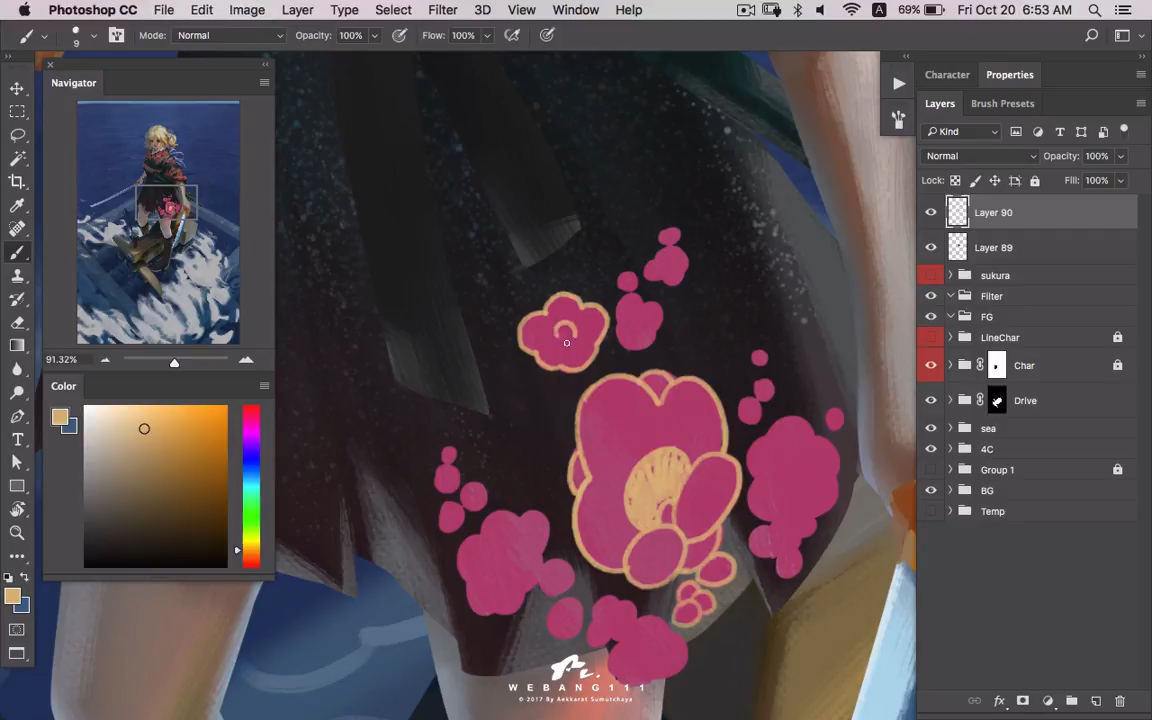 Photoshop CC File Edit Image Layer Type Select Filter 3D View Window Help A 69% Fri Oct 20 6:53 AM
9 Mode: Normal Opacity: 100% Flow: 100%
Navigator
91.32%
Color
Character Properties
Layers Brush Presets
Kind
Normal Opacity: 100%
Lock: Fill: 100%
Layer 90
Layer 89
sukura
Filter
FG
LineChar
Char
Drive
sea
4C
Group 1
BG
Temp
WEBANG111
© 2017 By Aekkarat Sumutchaya